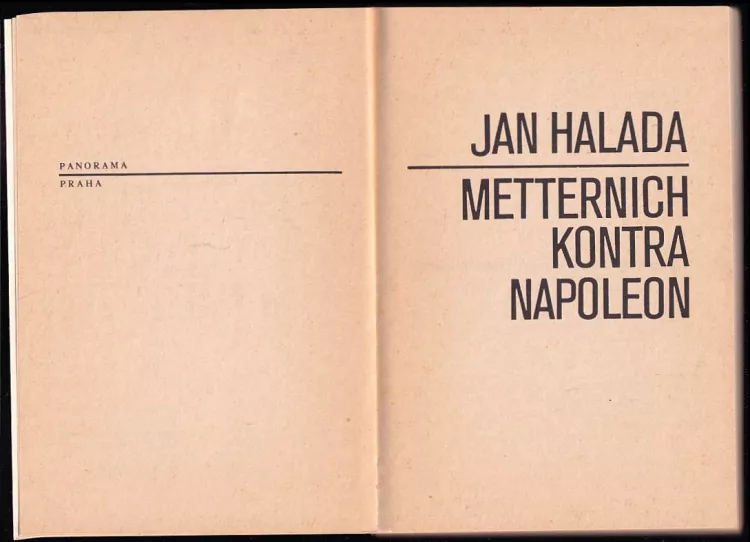 PANORAMA
PRAHA
JAN HALADA
METTERNICH
KONTRA
NAPOLEON